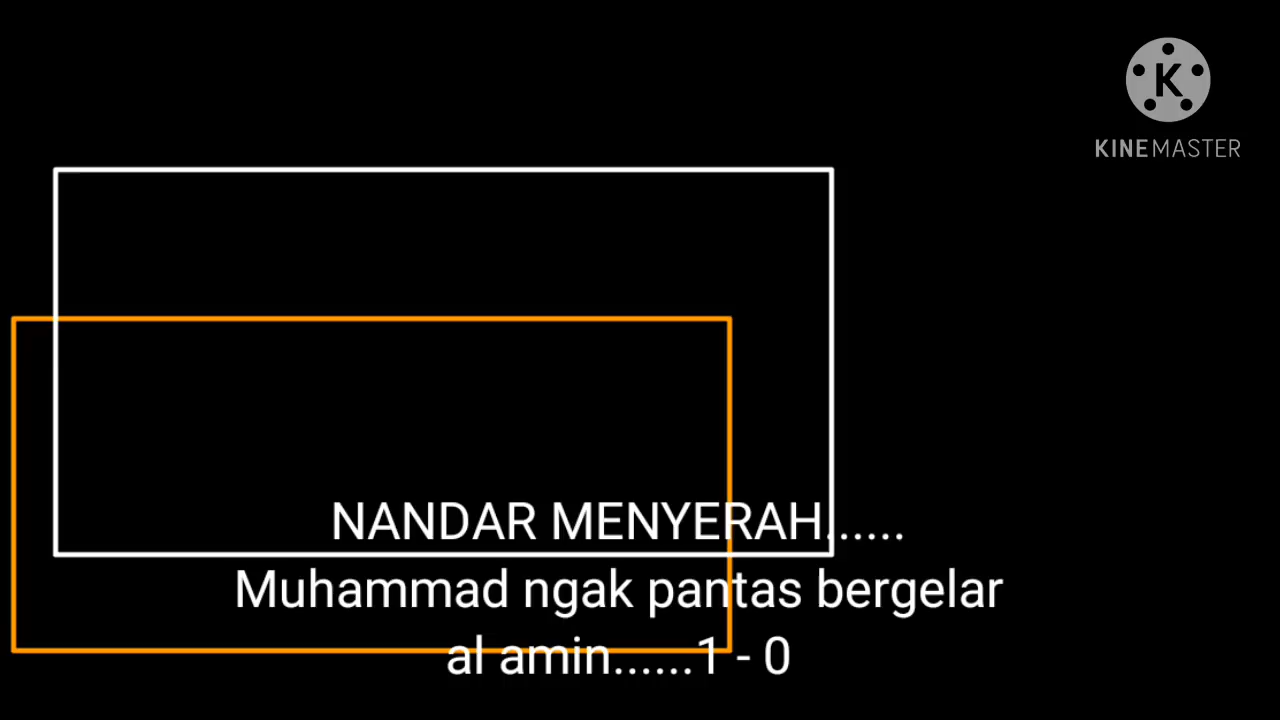 K
KINEMASTER
NANDAR MENYERAH......
Muhammad ngak pantas bergelar
al amin......1 - 0